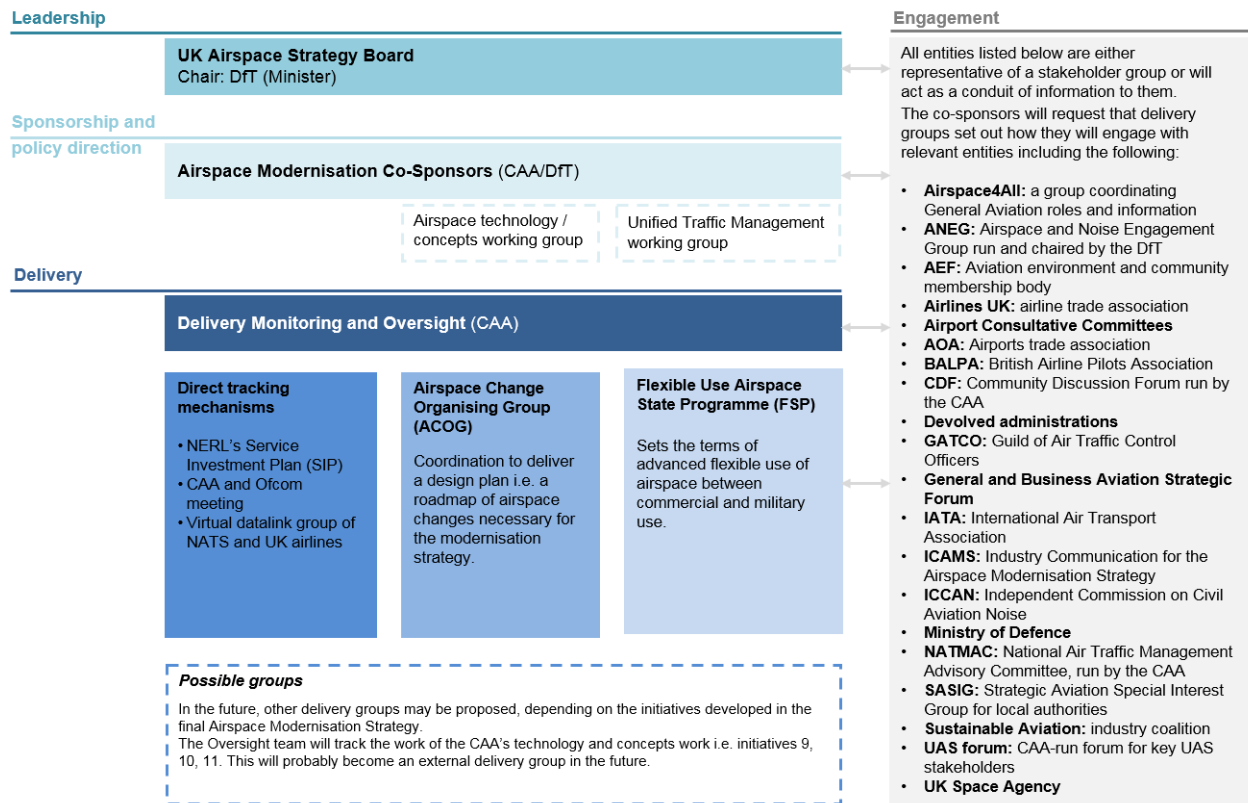 Leadership
UK Airspace Strategy Board
Chair: DfT (Minister)
Sponsorship and
policy direction
Airspace Modernisation Co-Sponsors (CAA/DfT)
Airspace technology /
concepts working group
Unified Traffic Management
working group
Delivery
Delivery Monitoring and Oversight (CAA)
Direct tracking
mechanisms
• NERL's Service
Investment Plan (SIP)
• CAA and Ofcom
meeting
• Virtual datalink group of
NATS and UK airlines
Airspace Change
Organising Group
(ACOG)
Coordination to deliver
a design plan i.e. a
roadmap of airspace
changes necessary for
the modernisation
strategy.
Flexible Use Airspace
State Programme (FSP)
Sets the terms of
advanced flexible use of
airspace between
commercial and military
use.
Possible groups
In the future, other delivery groups may be proposed, depending on the initiatives developed in the
final Airspace Modernisation Strategy.
The Oversight team will track the work of the CAA's technology and concepts work i.e. initiatives 9,
10, 11. This will probably become an external delivery group in the future.
Engagement
All entities listed below are either
representative of a stakeholder group or will
act as a conduit of information to them.
The co-sponsors will request that delivery
groups set out how they will engage with
relevant entities including the following:
• Airspace4All: a group coordinating
General Aviation roles and information
• ANEG: Airspace and Noise Engagement
Group run and chaired by the DfT
• AEF: Aviation environment and community
membership body
• Airlines UK: airline trade association
• Airport Consultative Committees
• AOA: Airports trade association
• BALPA: British Airline Pilots Association
• CDF: Community Discussion Forum run by
the CAA
• Devolved administrations
• GATCO: Guild of Air Traffic Control
Officers
• General and Business Aviation Strategic
Forum
• IATA: International Air Transport
Association
• ICAMS: Industry Communication for the
Airspace Modernisation Strategy
• ICCAN: Independent Commission on Civil
Aviation Noise
• Ministry of Defence
• NATMAC: National Air Traffic Management
Advisory Committee, run by the CAA
• SASIG: Strategic Aviation Special Interest
Group for local authorities
• Sustainable Aviation: industry coalition
• UAS forum: CAA-run forum for key UAS
stakeholders
• UK Space Agency